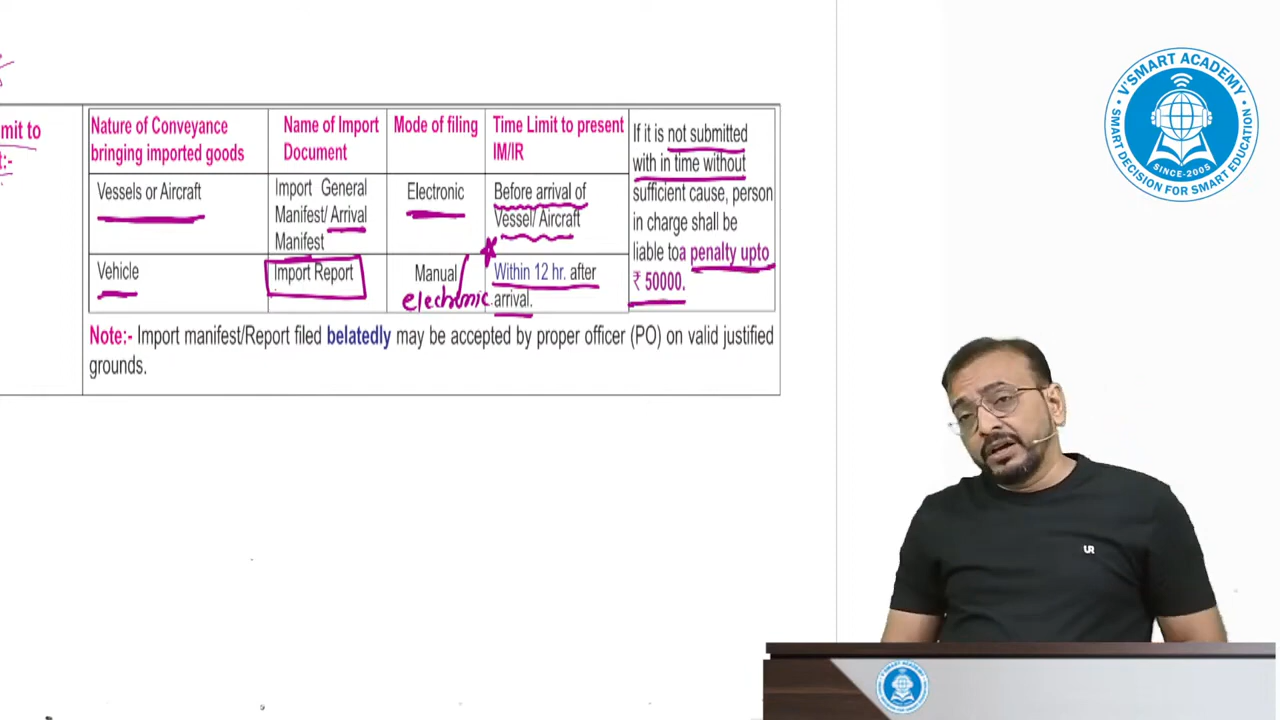 mit to
t:-
Nature of Conveyance
bringing imported goods
Name of Import
Document
Mode of filing
Time Limit to present
IM/IR
If it is not submitted
with in time without
sufficient cause, person
in charge shall be
liable toa penalty upto
₹ 50000.
Vessels or Aircraft
Import General
Manifest/ Arrival
Manifest
Electronic
Before arrival of
Vessel/ Aircraft
Vehicle
Import Report
Manual/
electronic
Within 12 hr. after
arrival.
Note:- Import manifest/Report filed belatedly may be accepted by proper officer (PO) on valid justified
grounds.
V'SMART ACADEMY
SINCE-2005
SMART DECISION FOR SMART EDUCATION
UR